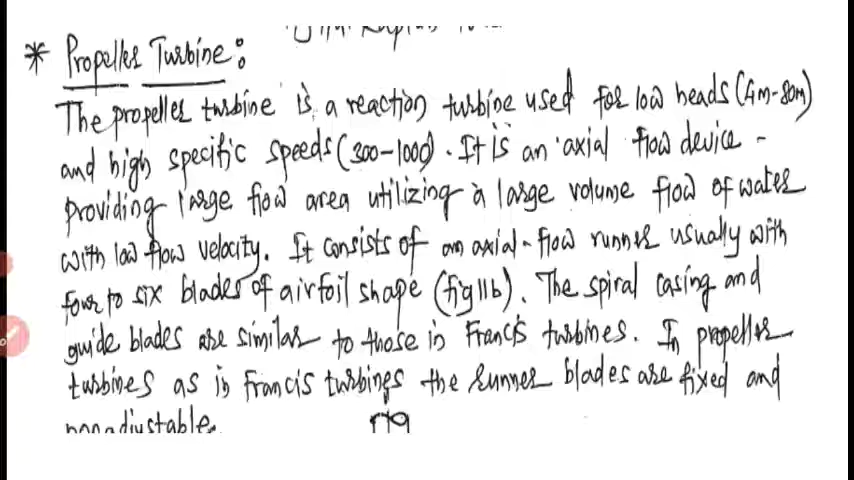 * Propeller Turbine:
The propeller turbine is a reaction turbine used for low heads (4m-80m)
and high specific speeds (300-1000). It is an axial flow device -
providing large flow area utilizing a large volume flow of water
with low flow velocity. It consists of an axial-flow runner usually with
four to six blades of airfoil shape (fig 11b). The spiral casing and
guide blades are similar to those in Francis turbines. In propeller
turbines as in Francis turbines the runner blades are fixed and
nonadjustable.